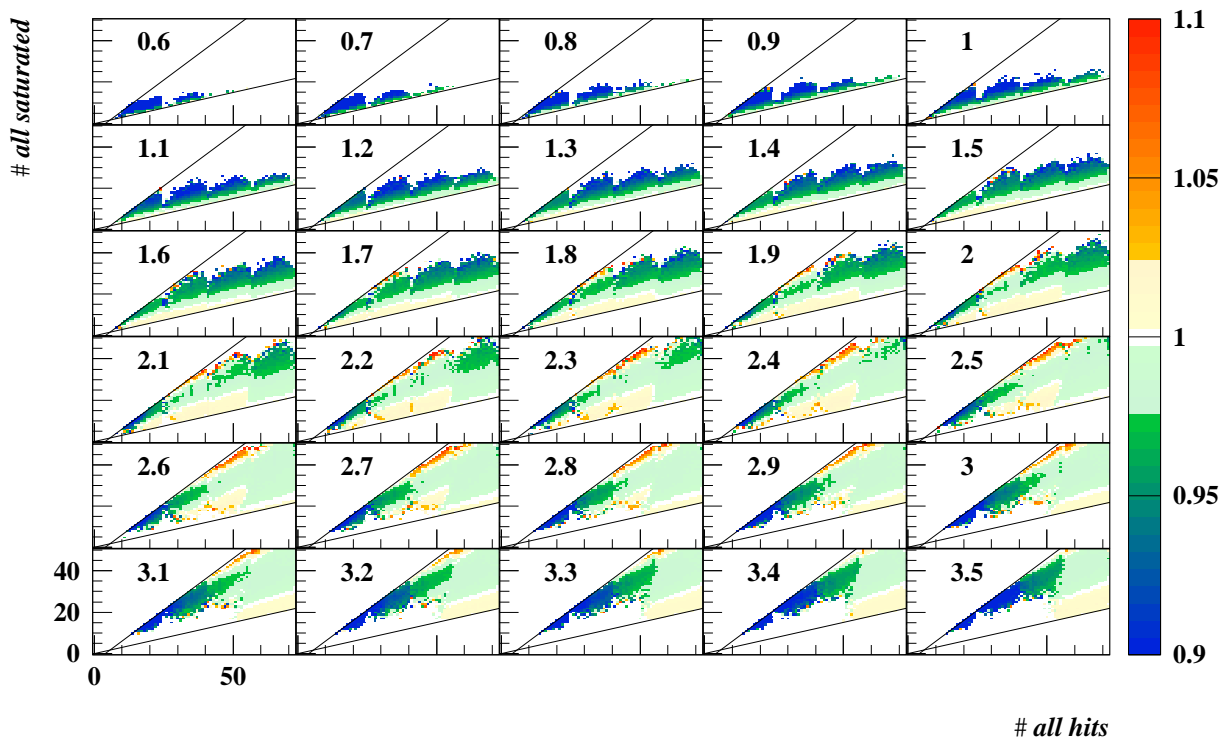 # all saturated
0.6 0.7 0.8 0.9 1
1.1 1.2 1.3 1.4 1.5
1.6 1.7 1.8 1.9 2
2.1 2.2 2.3 2.4 2.5
2.6 2.7 2.8 2.9 3
3.1 3.2 3.3 3.4 3.5
40
20
0
0 50
# all hits
1.1
1.05
1
0.95
0.9